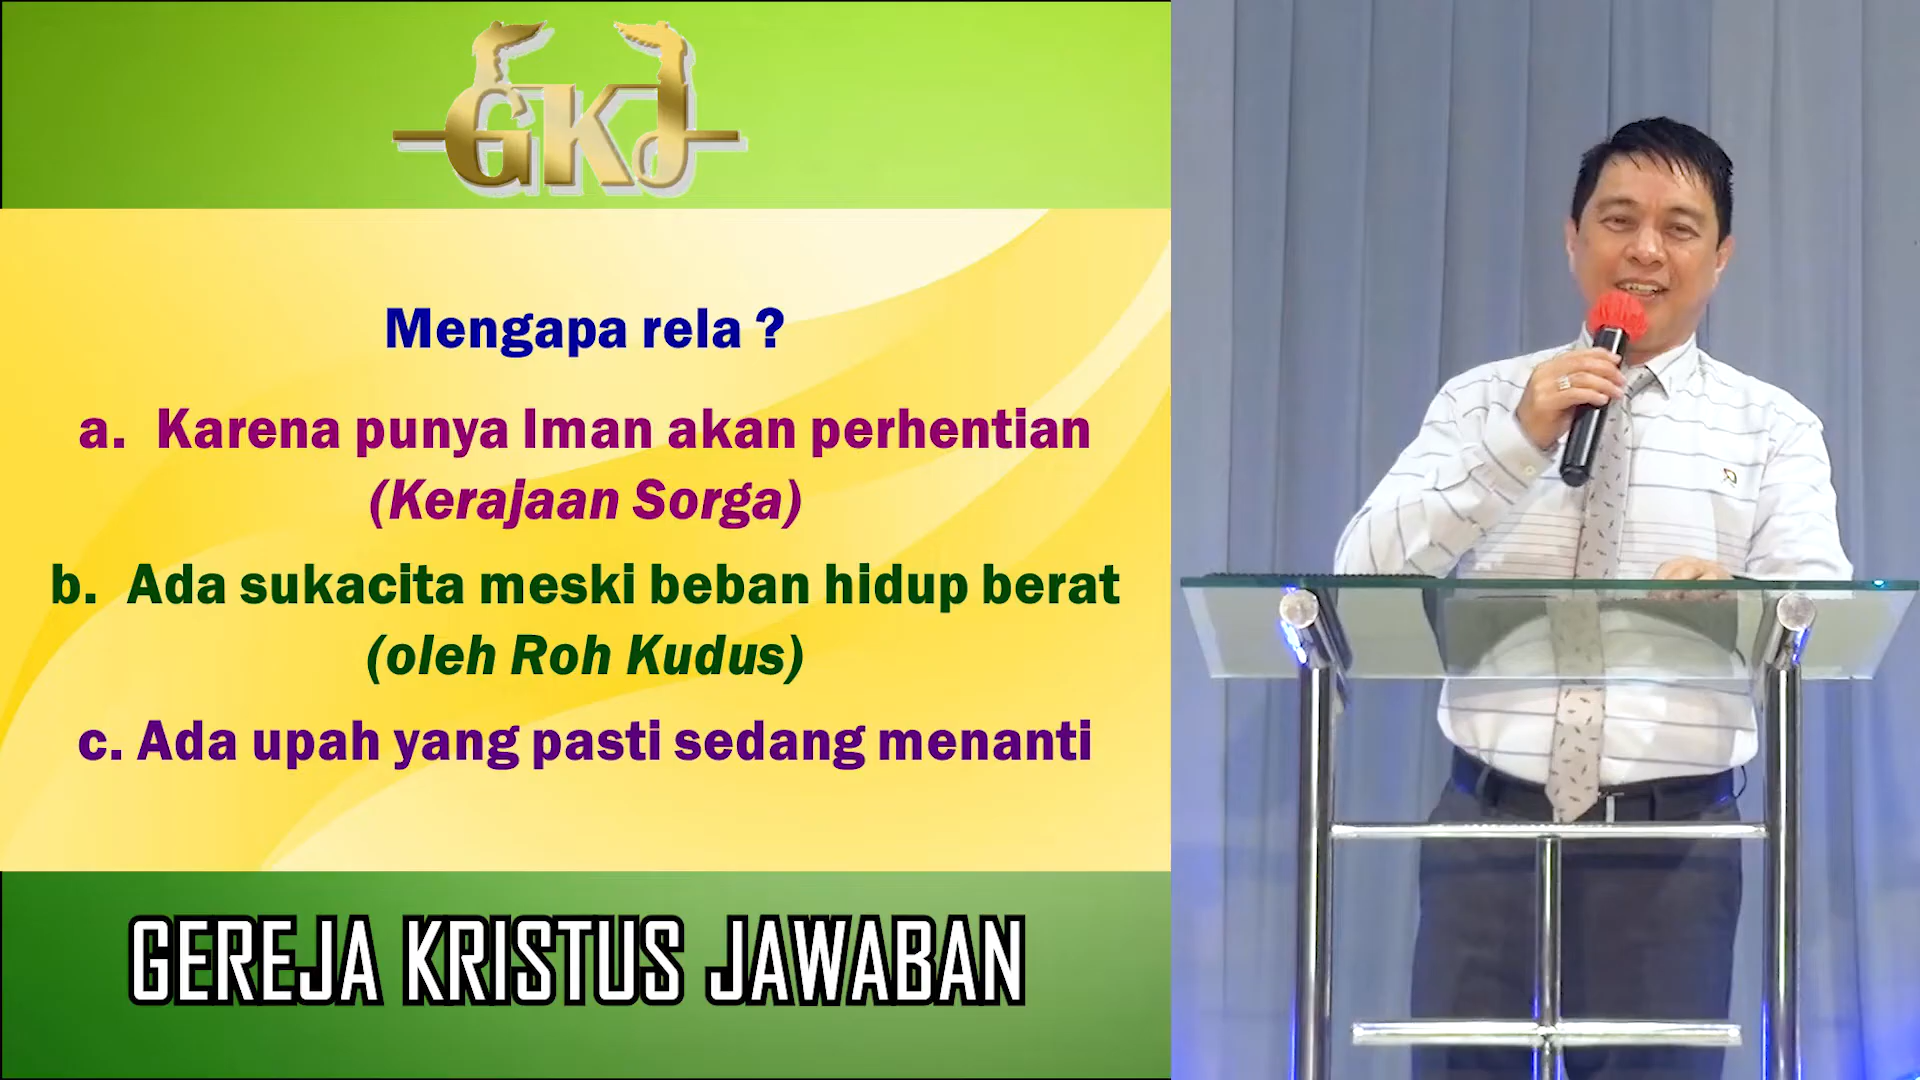 GKJ
Mengapa rela ?
a. Karena punya Iman akan perhentian
(Kerajaan Sorga)
b. Ada sukacita meski beban hidup berat
(oleh Roh Kudus)
c. Ada upah yang pasti sedang menanti
GEREJA KRISTUS JAWABAN